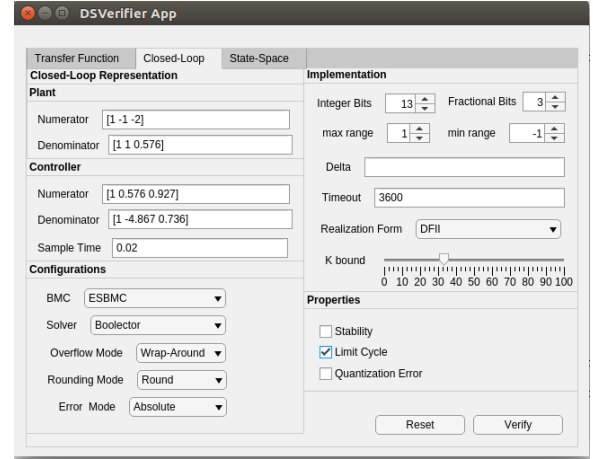 DSVerifier App
Transfer Function Closed-Loop State-Space
Closed-Loop Representation
Plant
Numerator [1 -1 -2]
Denominator [1 1 0.576]
Controller
Numerator [1 0.576 0.927]
Denominator [1 -4.867 0.736]
Sample Time 0.02
Configurations
BMC ESBMC
Solver Boolector
Overflow Mode Wrap-Around
Rounding Mode Round
Error Mode Absolute
Implementation
Integer Bits 13 Fractional Bits 3
max range 1 min range -1
Delta
Timeout 3600
Realization Form DFII
K bound
0 10 20 30 40 50 60 70 80 90 100
Properties
Stability
Limit Cycle
Quantization Error
Reset Verify